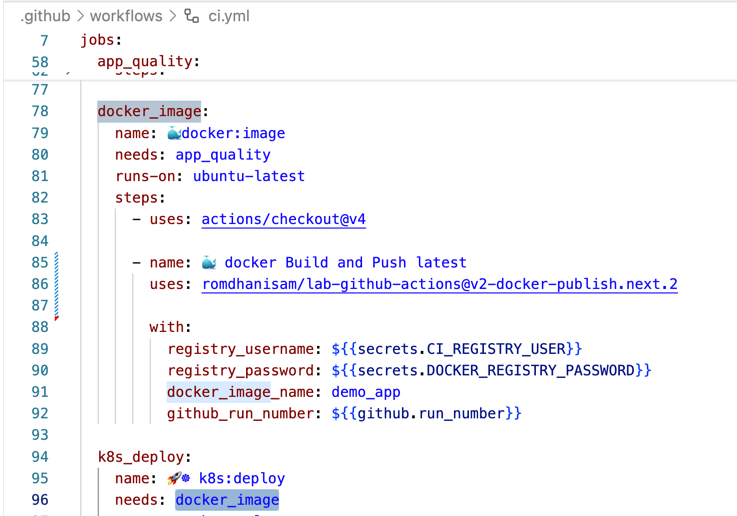 .github > workflows > ci.yml
7 jobs:
58 app_quality:
62 steps:
77
78 docker_image:
79 name: 🐳docker:image
80 needs: app_quality
81 runs-on: ubuntu-latest
82 steps:
83 - uses: actions/checkout@v4
84
85 - name: 🐳 docker Build and Push latest
86 uses: romdhanisam/lab-github-actions@v2-docker-publish.next.2
87
88 with:
89 registry_username: ${{secrets.CI_REGISTRY_USER}}
90 registry_password: ${{secrets.DOCKER_REGISTRY_PASSWORD}}
91 docker_image_name: demo_app
92 github_run_number: ${{github.run_number}}
93
94 k8s_deploy:
95 name: 🚀☸ k8s:deploy
96 needs: docker_image